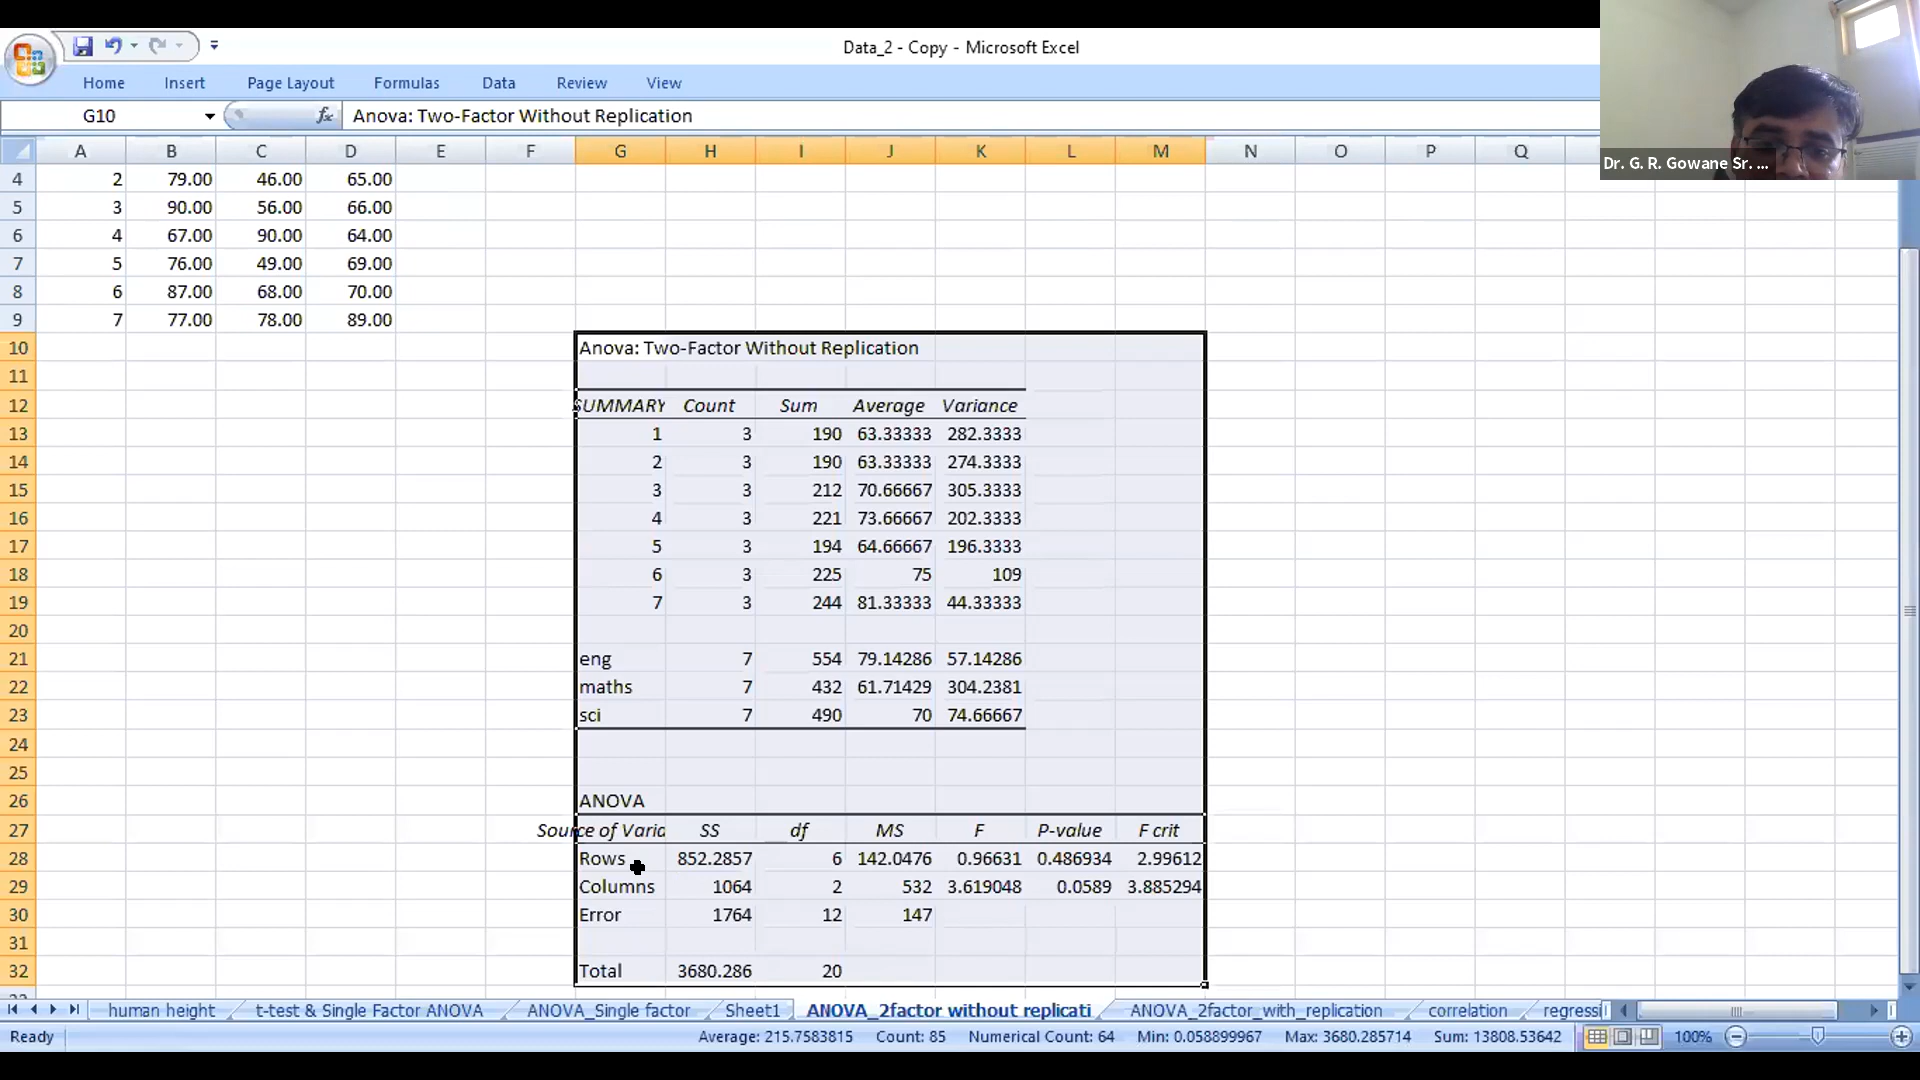 Data_2 - Copy - Microsoft Excel
Home Insert Page Layout Formulas Data Review View
G10 fx Anova: Two-Factor Without Replication
Dr. G. R. Gowane Sr. ...
A B C D E F G H I J K L M N O P Q
4 2 79.00 46.00 65.00
5 3 90.00 56.00 66.00
6 4 67.00 90.00 64.00
7 5 76.00 49.00 69.00
8 6 87.00 68.00 70.00
9 7 77.00 78.00 89.00
10 Anova: Two-Factor Without Replication
11
12 SUMMARY Count Sum Average Variance
13 1 3 190 63.33333 282.3333
14 2 3 190 63.33333 274.3333
15 3 3 212 70.66667 305.3333
16 4 3 221 73.66667 202.3333
17 5 3 194 64.66667 196.3333
18 6 3 225 75 109
19 7 3 244 81.33333 44.33333
20
21 eng 7 554 79.14286 57.14286
22 maths 7 432 61.71429 304.2381
23 sci 7 490 70 74.66667
24
25
26 ANOVA
27 Source of Varia SS df MS F P-value F crit
28 Rows 852.2857 6 142.0476 0.96631 0.486934 2.99612
29 Columns 1064 2 532 3.619048 0.0589 3.885294
30 Error 1764 12 147
31
32 Total 3680.286 20
human height t-test & Single Factor ANOVA ANOVA_Single factor Sheet1 ANOVA_2factor without replicati ANOVA_2factor_with_replication correlation regressi
Ready Average: 215.7583815 Count: 85 Numerical Count: 64 Min: 0.058899967 Max: 3680.285714 Sum: 13808.53642 100%